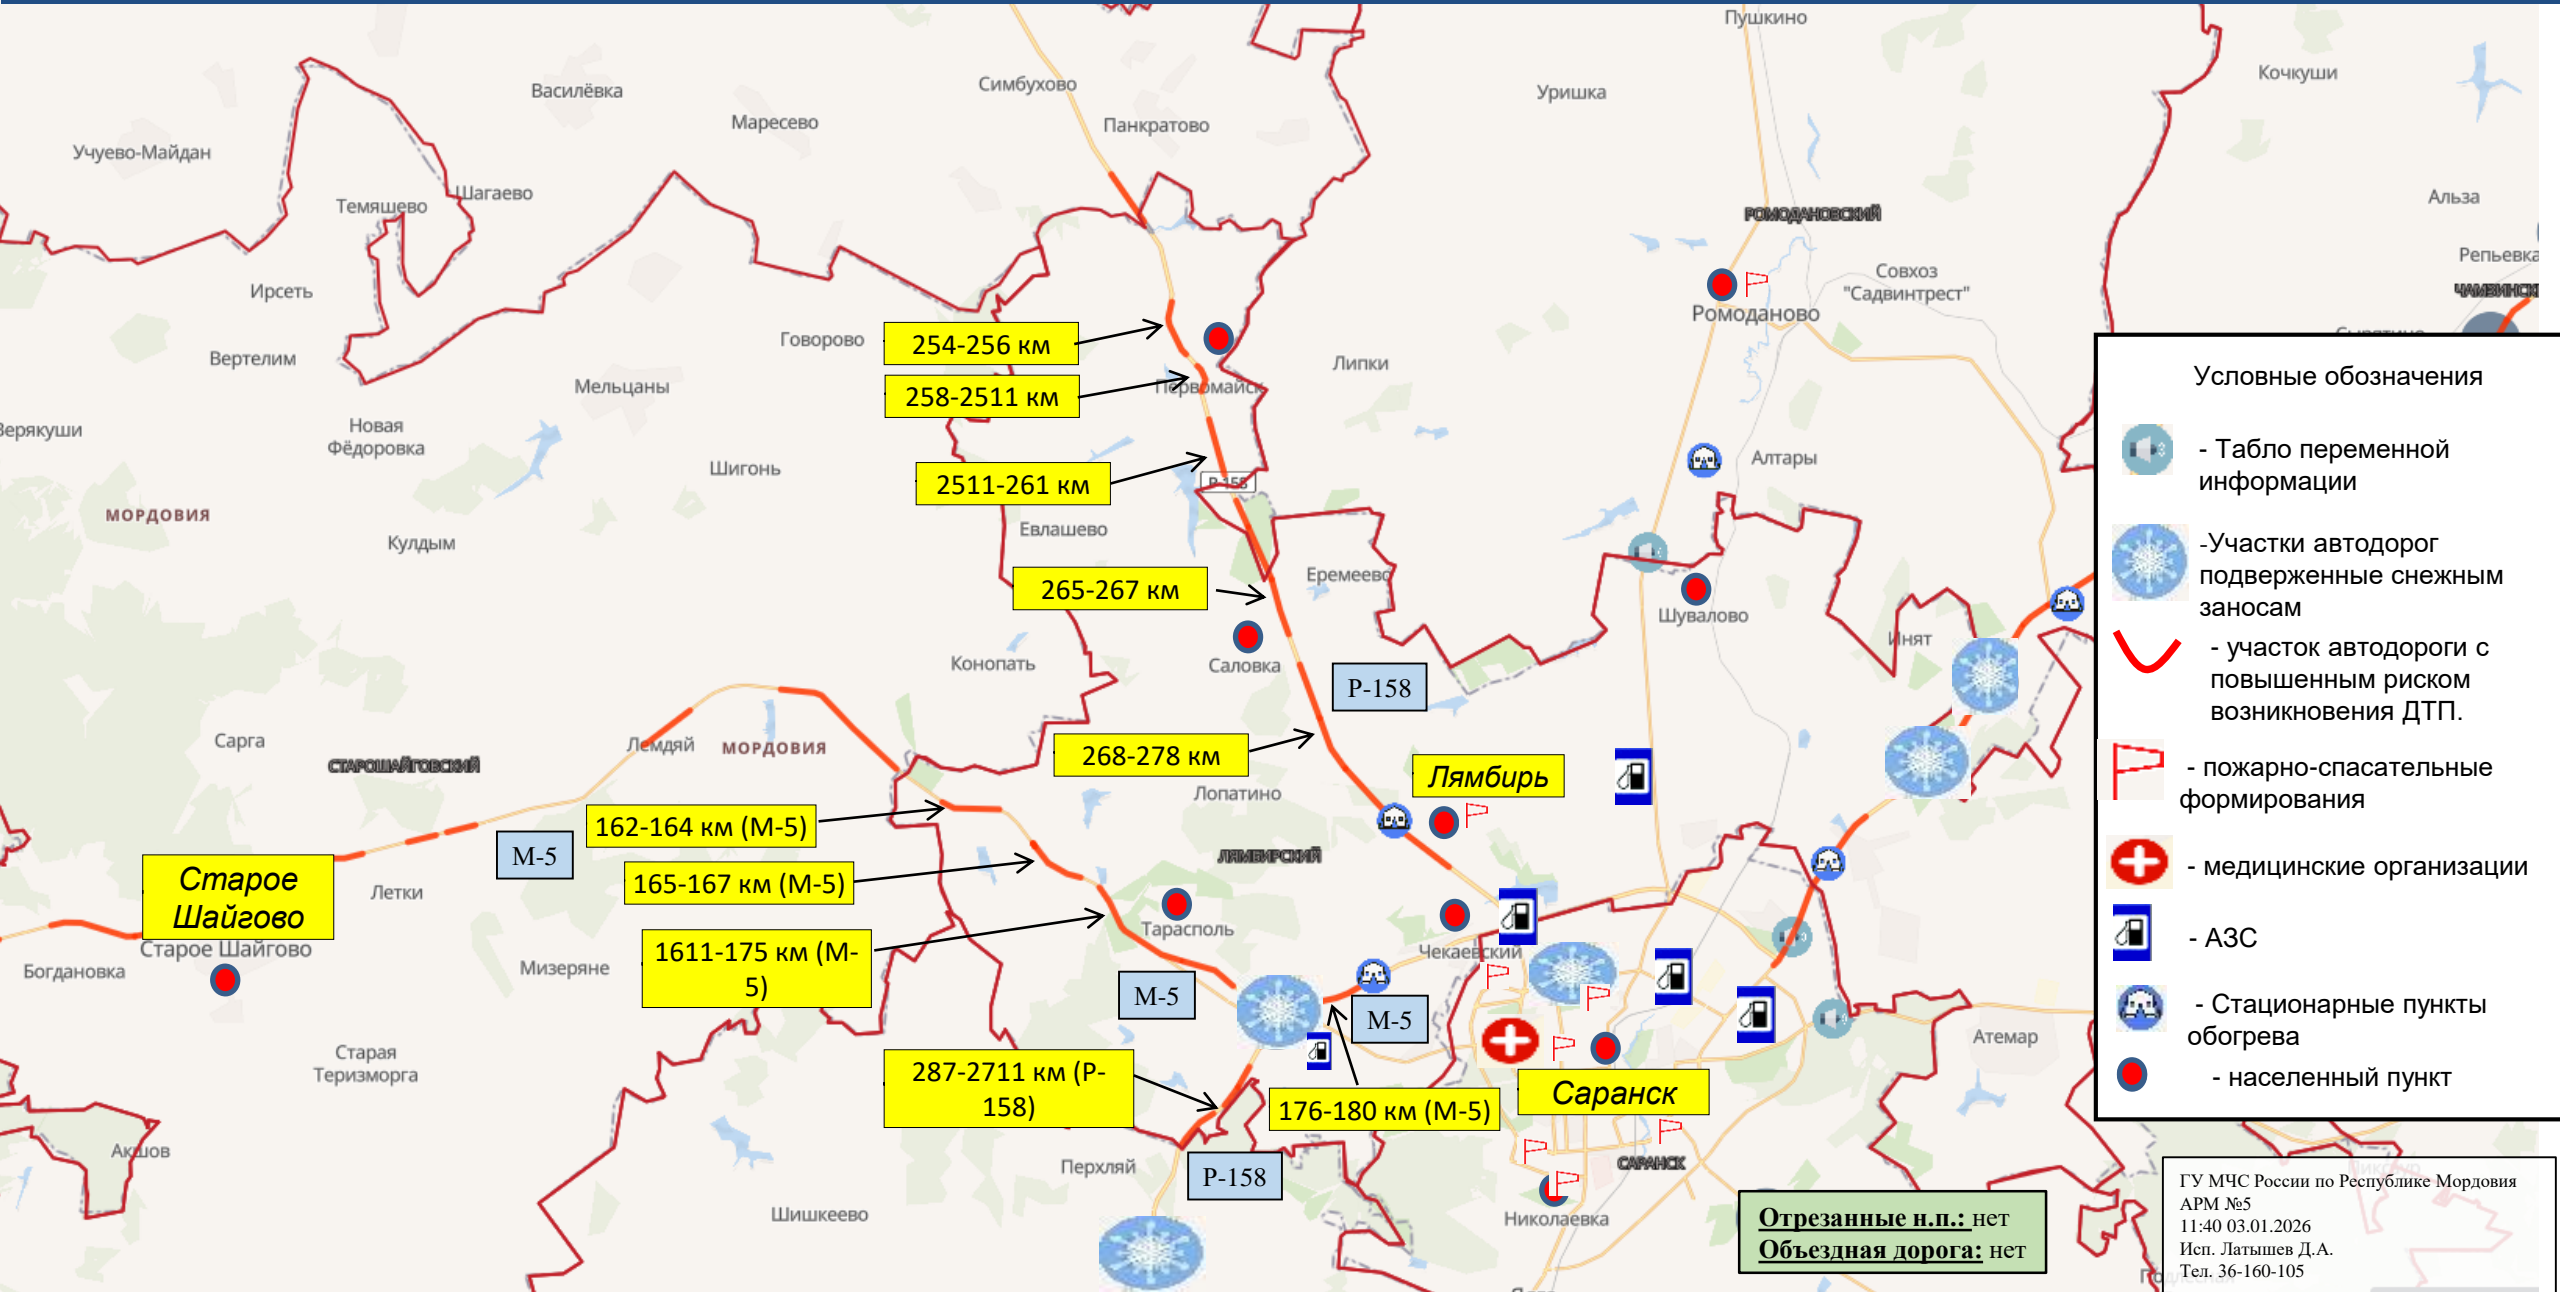 Пушкино
Кочкуши
Симбухово
Василёвка
Уришка
Маресево
Панкратово
Учуево-Майдан
Шагаево
Альза
Темяшево
РОМОДАНОВСКИЙ
Репьевка
Совхоз
"Садвинтрест"
Ирсеть
Ромоданово
Говорово
254-256 км
Вертелим
Липки
Мельцаны
Первомайск
258-2511 км
Новая
Фёдоровка
Верякуши
Шигонь
Алтары
2511-261 км
Р-158
МОРДОВИЯ
Евлашево
Кулдым
Еремеево
265-267 км
Шувалово
Инят
Конопать
Саловка
Р-158
Сарга
Лемдяй
МОРДОВИЯ
268-278 км
СТАРОШАЙГОВСКИЙ
Лямбирь
Лопатино
162-164 км (М-5)
М-5
ЛЯМБИРСКИЙ
165-167 км (М-5)
Старое
Шайгово
Летки
Тарасполь
Старое Шайгово
Чекаевский
1611-175 км (М-
5)
Богдановка
Мизеряне
М-5
М-5
Атемар
Старая
Теризморга
287-2711 км (Р-
158)
176-180 км (М-5)
Саранск
Акшов
Перхляй
САРАНСК
Р-158
Шишкеево
Николаевка
Отрезанные н.п.: нет
Объездная дорога: нет
Условные обозначения
- Табло переменной
информации
-Участки автодорог
подверженные снежным
заносам
- участок автодороги с
повышенным риском
возникновения ДТП.
- пожарно-спасательные
формирования
- медицинские организации
- АЗС
- Стационарные пункты
обогрева
- населенный пункт
ГУ МЧС России по Республике Мордовия
АРМ №5
11:40 03.01.2026
Исп. Латышев Д.А.
Тел. 36-160-105